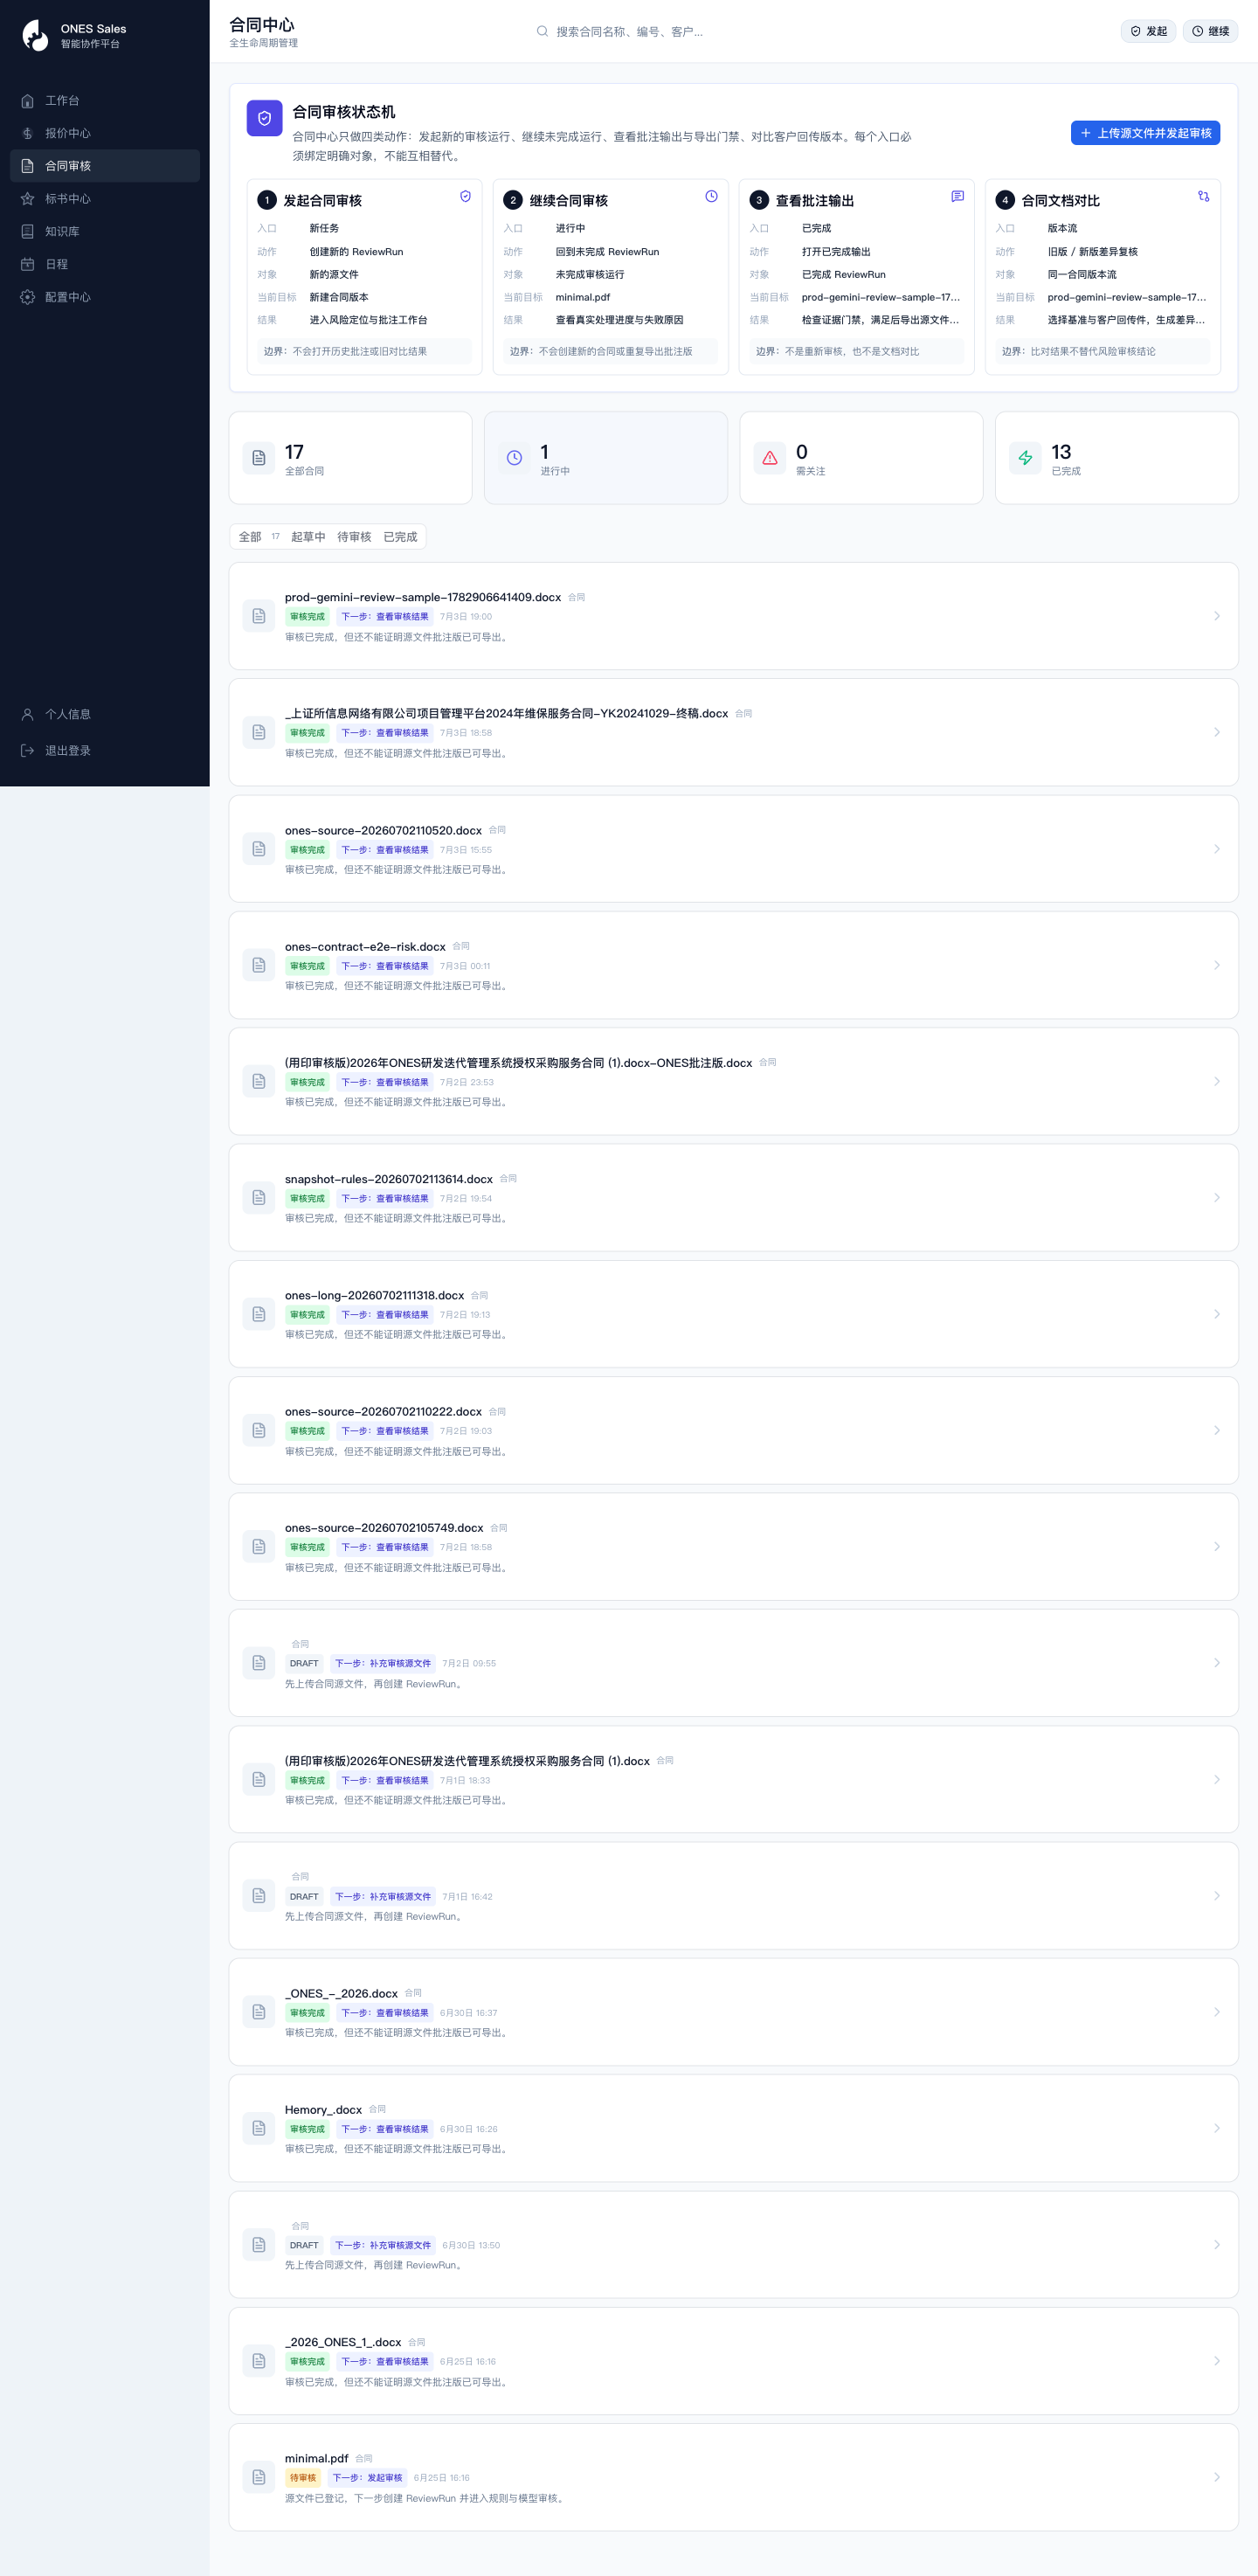 ONES Sales
智能协作平台
工作台
报价中心
合同审核
标书中心
知识库
日程
配置中心
个人信息
退出登录
合同中心
全生命周期管理
搜索合同名称、编号、客户...
发起
继续
合同审核状态机
合同中心只做四类动作：发起新的审核运行、继续未完成运行、查看批注输出与导出门禁、对比客户回传版本。每个入口必
须绑定明确对象，不能互相替代。
上传源文件并发起审核
1 发起合同审核
入口 新任务
动作 创建新的 ReviewRun
对象 新的源文件
当前目标 新建合同版本
结果 进入风险定位与批注工作台
边界：不会打开历史批注或旧对比结果
2 继续合同审核
入口 进行中
动作 回到未完成 ReviewRun
对象 未完成审核运行
当前目标 minimal.pdf
结果 查看真实处理进度与失败原因
边界：不会创建新的合同或重复导出批注版
3 查看批注输出
入口 已完成
动作 打开已完成输出
对象 已完成 ReviewRun
当前目标 prod-gemini-review-sample-17...
结果 检查证据门禁，满足后导出源文件...
边界：不是重新审核，也不是文档对比
4 合同文档对比
入口 版本流
动作 旧版 / 新版差异复核
对象 同一合同版本流
当前目标 prod-gemini-review-sample-17...
结果 选择基准与客户回传件，生成差异...
边界：比对结果不替代风险审核结论
17
全部合同
1
进行中
0
需关注
13
已完成
全部 17 起草中 待审核 已完成
prod-gemini-review-sample-1782906641409.docx 合同
审核完成 下一步：查看审核结果 7月3日 19:00
审核已完成，但还不能证明源文件批注版已可导出。
_上证所信息网络有限公司项目管理平台2024年维保服务合同-YK20241029-终稿.docx 合同
审核完成 下一步：查看审核结果 7月3日 18:58
审核已完成，但还不能证明源文件批注版已可导出。
ones-source-20260702110520.docx 合同
审核完成 下一步：查看审核结果 7月3日 15:55
审核已完成，但还不能证明源文件批注版已可导出。
ones-contract-e2e-risk.docx 合同
审核完成 下一步：查看审核结果 7月3日 00:11
审核已完成，但还不能证明源文件批注版已可导出。
(用印审核版)2026年ONES研发迭代管理系统授权采购服务合同 (1).docx-ONES批注版.docx 合同
审核完成 下一步：查看审核结果 7月2日 23:53
审核已完成，但还不能证明源文件批注版已可导出。
snapshot-rules-20260702113614.docx 合同
审核完成 下一步：查看审核结果 7月2日 19:54
审核已完成，但还不能证明源文件批注版已可导出。
ones-long-20260702111318.docx 合同
审核完成 下一步：查看审核结果 7月2日 19:13
审核已完成，但还不能证明源文件批注版已可导出。
ones-source-20260702110222.docx 合同
审核完成 下一步：查看审核结果 7月2日 19:03
审核已完成，但还不能证明源文件批注版已可导出。
ones-source-20260702105749.docx 合同
审核完成 下一步：查看审核结果 7月2日 18:58
审核已完成，但还不能证明源文件批注版已可导出。
合同
DRAFT 下一步：补充审核源文件 7月2日 09:55
先上传合同源文件，再创建 ReviewRun。
(用印审核版)2026年ONES研发迭代管理系统授权采购服务合同 (1).docx 合同
审核完成 下一步：查看审核结果 7月1日 18:33
审核已完成，但还不能证明源文件批注版已可导出。
合同
DRAFT 下一步：补充审核源文件 7月1日 16:42
先上传合同源文件，再创建 ReviewRun。
_ONES_-_2026.docx 合同
审核完成 下一步：查看审核结果 6月30日 16:37
审核已完成，但还不能证明源文件批注版已可导出。
Hemory_.docx 合同
审核完成 下一步：查看审核结果 6月30日 16:26
审核已完成，但还不能证明源文件批注版已可导出。
合同
DRAFT 下一步：补充审核源文件 6月30日 13:50
先上传合同源文件，再创建 ReviewRun。
_2026_ONES_1_.docx 合同
审核完成 下一步：查看审核结果 6月25日 16:16
审核已完成，但还不能证明源文件批注版已可导出。
minimal.pdf 合同
待审核 下一步：发起审核 6月25日 16:16
源文件已登记，下一步创建 ReviewRun 并进入规则与模型审核。